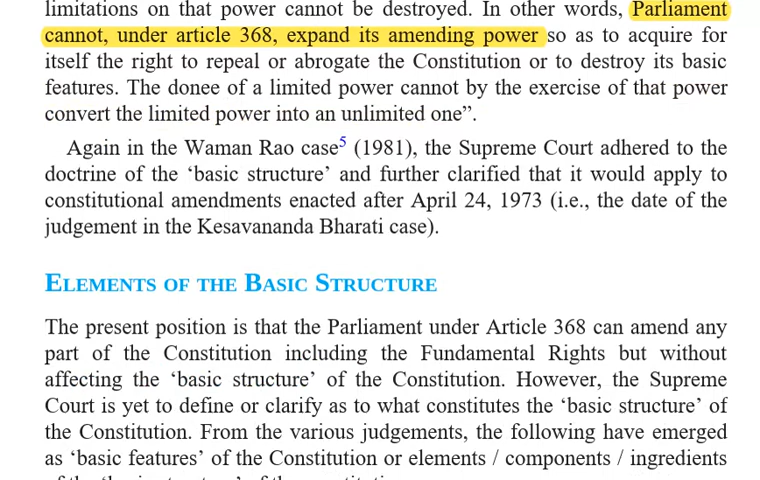 limitations on that power cannot be destroyed. In other words, Parliament
cannot, under article 368, expand its amending power so as to acquire for
itself the right to repeal or abrogate the Constitution or to destroy its basic
features. The donee of a limited power cannot by the exercise of that power
convert the limited power into an unlimited one”.
Again in the Waman Rao case5 (1981), the Supreme Court adhered to the
doctrine of the ‘basic structure’ and further clarified that it would apply to
constitutional amendments enacted after April 24, 1973 (i.e., the date of the
judgement in the Kesavananda Bharati case).
ELEMENTS OF THE BASIC STRUCTURE
The present position is that the Parliament under Article 368 can amend any
part of the Constitution including the Fundamental Rights but without
affecting the ‘basic structure’ of the Constitution. However, the Supreme
Court is yet to define or clarify as to what constitutes the ‘basic structure’ of
the Constitution. From the various judgements, the following have emerged
as ‘basic features’ of the Constitution or elements / components / ingredients